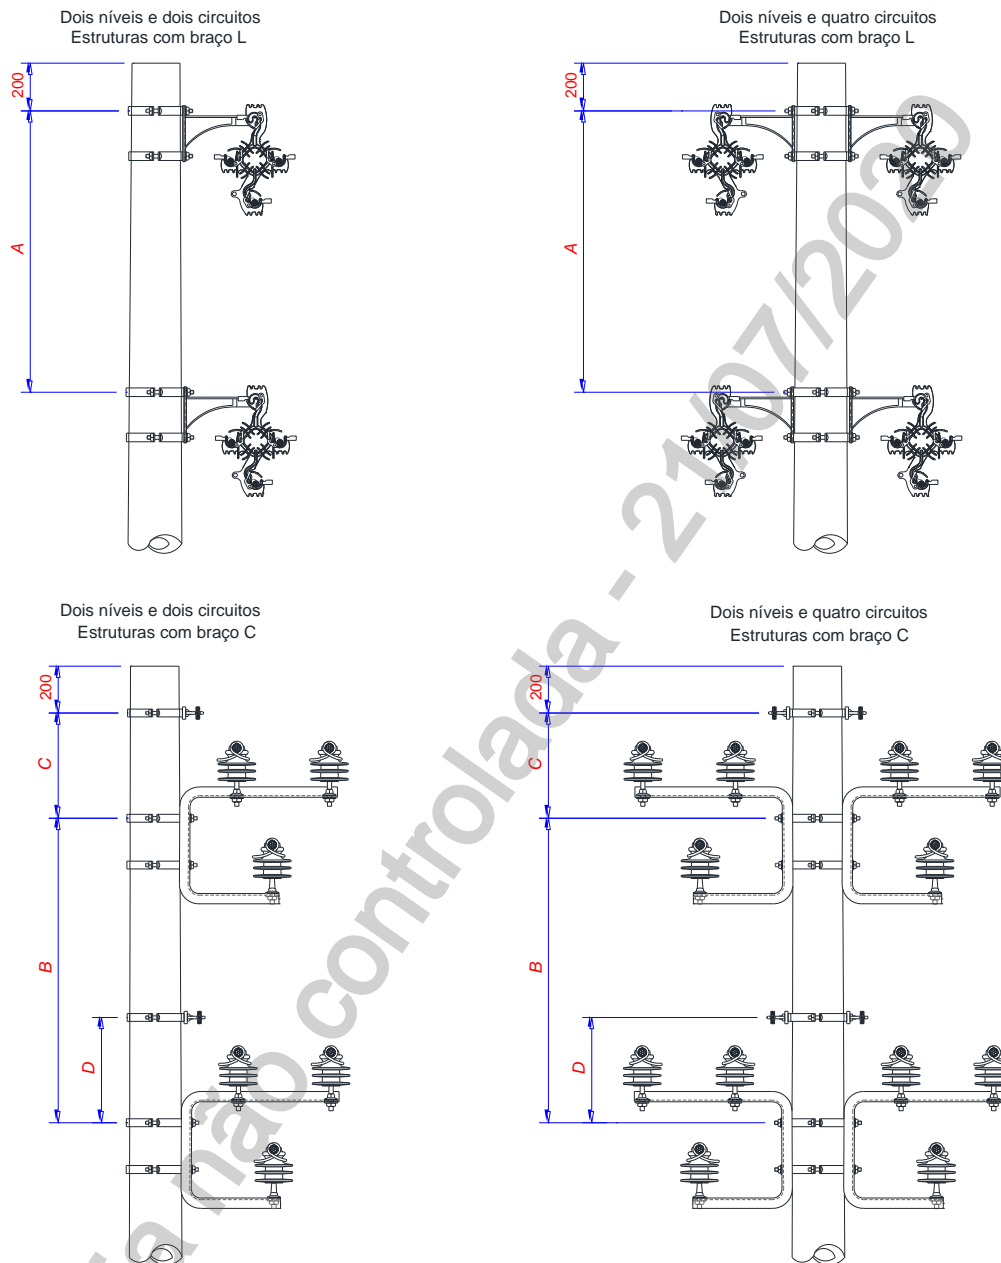 Dois níveis e dois circuitos
Estruturas com braço L
200
A
Dois níveis e quatro circuitos
Estruturas com braço L
200
A
Dois níveis e dois circuitos
Estruturas com braço C
200
C
B
D
Dois níveis e quatro circuitos
Estruturas com braço C
200
C
B
D
não controlada - 21/07/2020